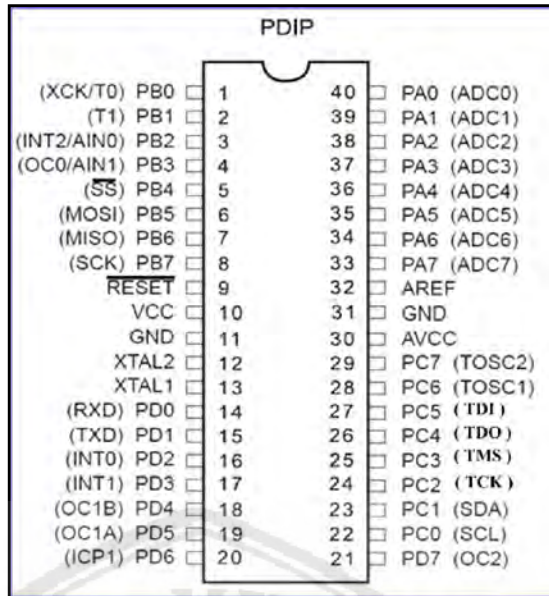 PDIP
(XCK/T0) PB0 1 40 PA0 (ADC0)
(T1) PB1 2 39 PA1 (ADC1)
(INT2/AIN0) PB2 3 38 PA2 (ADC2)
(OC0/AIN1) PB3 4 37 PA3 (ADC3)
(S̅S̅) PB4 5 36 PA4 (ADC4)
(MOSI) PB5 6 35 PA5 (ADC5)
(MISO) PB6 7 34 PA6 (ADC6)
(SCK) PB7 8 33 PA7 (ADC7)
R̅E̅S̅E̅T̅ 9 32 AREF
VCC 10 31 GND
GND 11 30 AVCC
XTAL2 12 29 PC7 (TOSC2)
XTAL1 13 28 PC6 (TOSC1)
(RXD) PD0 14 27 PC5 (TDI)
(TXD) PD1 15 26 PC4 (TDO)
(INT0) PD2 16 25 PC3 (TMS)
(INT1) PD3 17 24 PC2 (TCK)
(OC1B) PD4 18 23 PC1 (SDA)
(OC1A) PD5 19 22 PC0 (SCL)
(ICP1) PD6 20 21 PD7 (OC2)